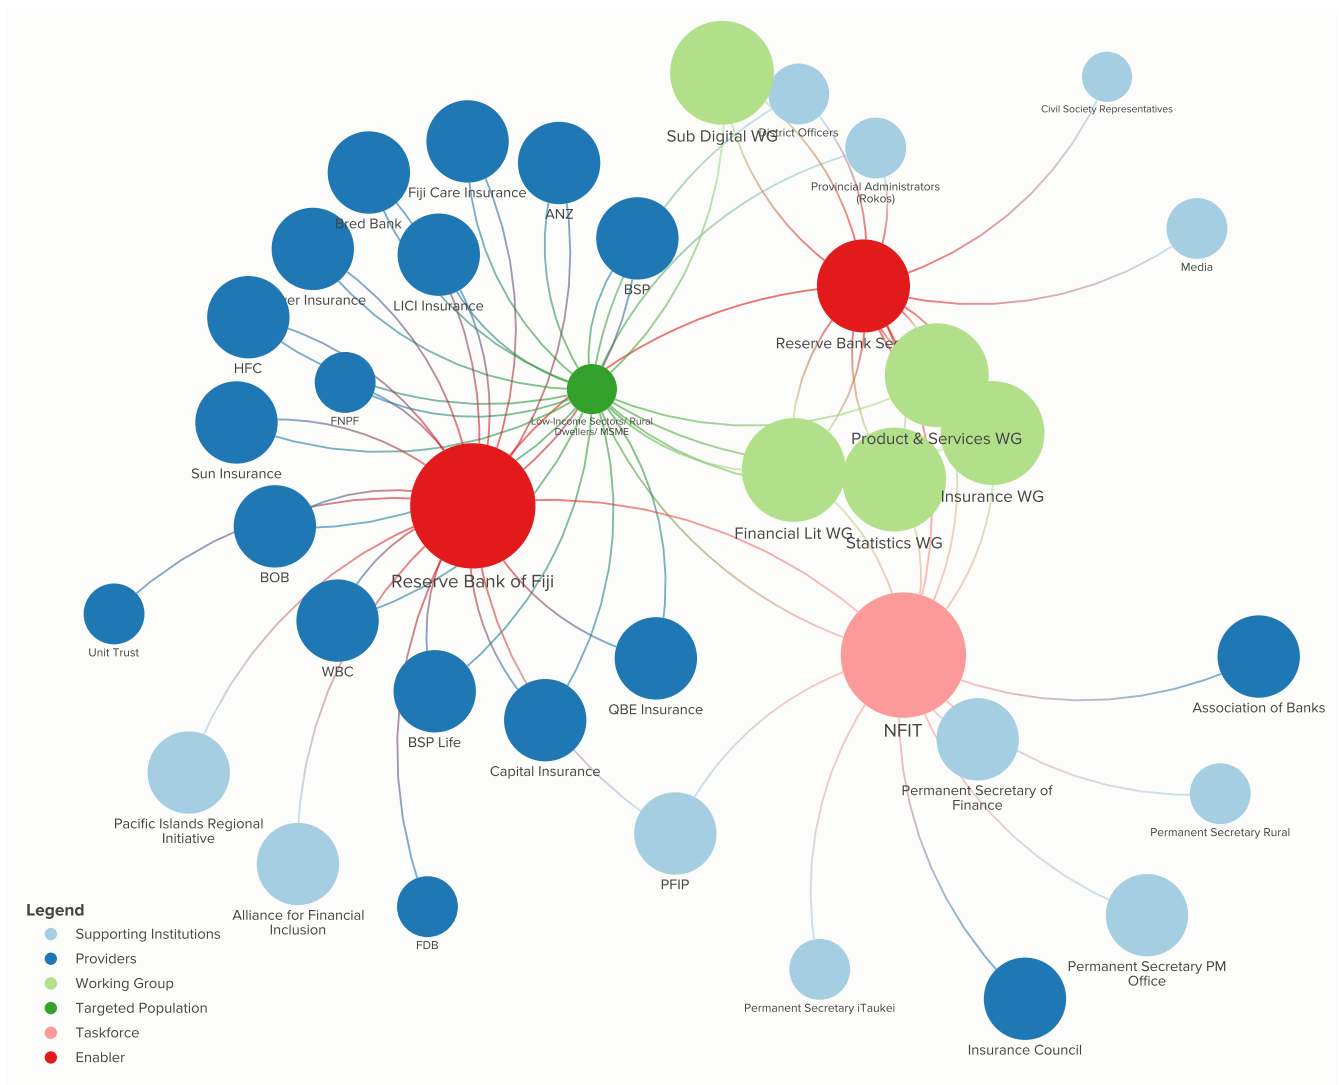 Sub Digital WG
District Officers
Civil Society Representatives
Provincial Administrators
(Rokos)
Fiji Care Insurance
ANZ
Bred Bank
Media
BSP
Insurance
LICI Insurance
Reserve Bank
HFC
FNPF
Low-Income Sectors/ Rural
Dwellers/ MSME
Product & Services WG
Sun Insurance
Insurance WG
Financial Lit WG
Statistics WG
BOB
Reserve Bank of Fiji
Unit Trust
WBC
QBE Insurance
Association of Banks
NFIT
BSP Life
Capital Insurance
Permanent Secretary of
Finance
Pacific Islands Regional
Initiative
Permanent Secretary Rural
PFIP
Alliance for Financial
Inclusion
FDB
Permanent Secretary PM
Office
Permanent Secretary iTaukei
Insurance Council
Legend
Supporting Institutions
Providers
Working Group
Targeted Population
Taskforce
Enabler